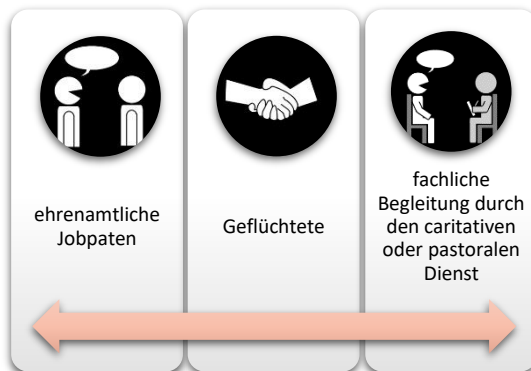 ehrenamtliche
Jobpaten
Geflüchtete
fachliche
Begleitung durch
den caritativen
oder pastoralen
Dienst